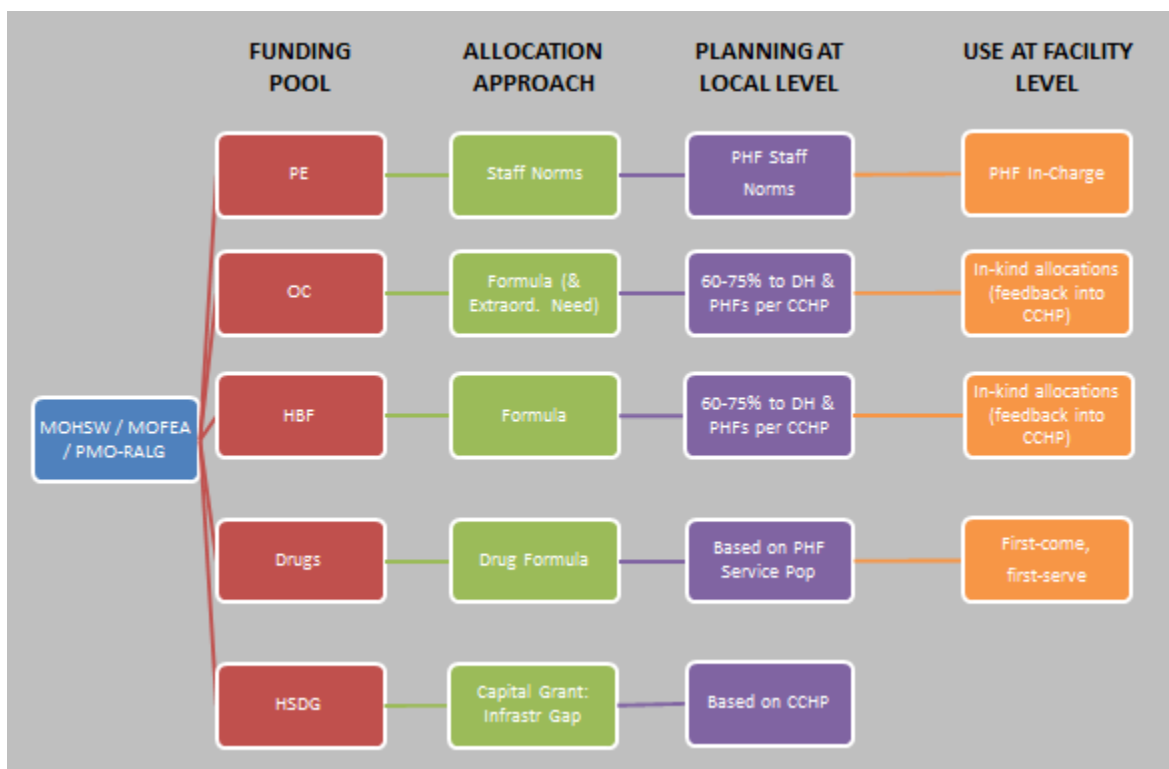 FUNDING
POOL
ALLOCATION
APPROACH
PLANNING AT
LOCAL LEVEL
USE AT FACILITY
LEVEL
MOHSW / MOFEA
/ PMO-RALG
PE
Staff Norms
PHF Staff
Norms
PHF In-Charge
OC
Formula (&
Extraord. Need)
60-75% to DH &
PHFs per CCHP
In-kind allocations
(feedback into
CCHP)
HBF
Formula
60-75% to DH &
PHFs per CCHP
In-kind allocations
(feedback into
CCHP)
Drugs
Drug Formula
Based on PHF
Service Pop
First-come,
first-serve
HSDG
Capital Grant:
Infrastr Gap
Based on CCHP